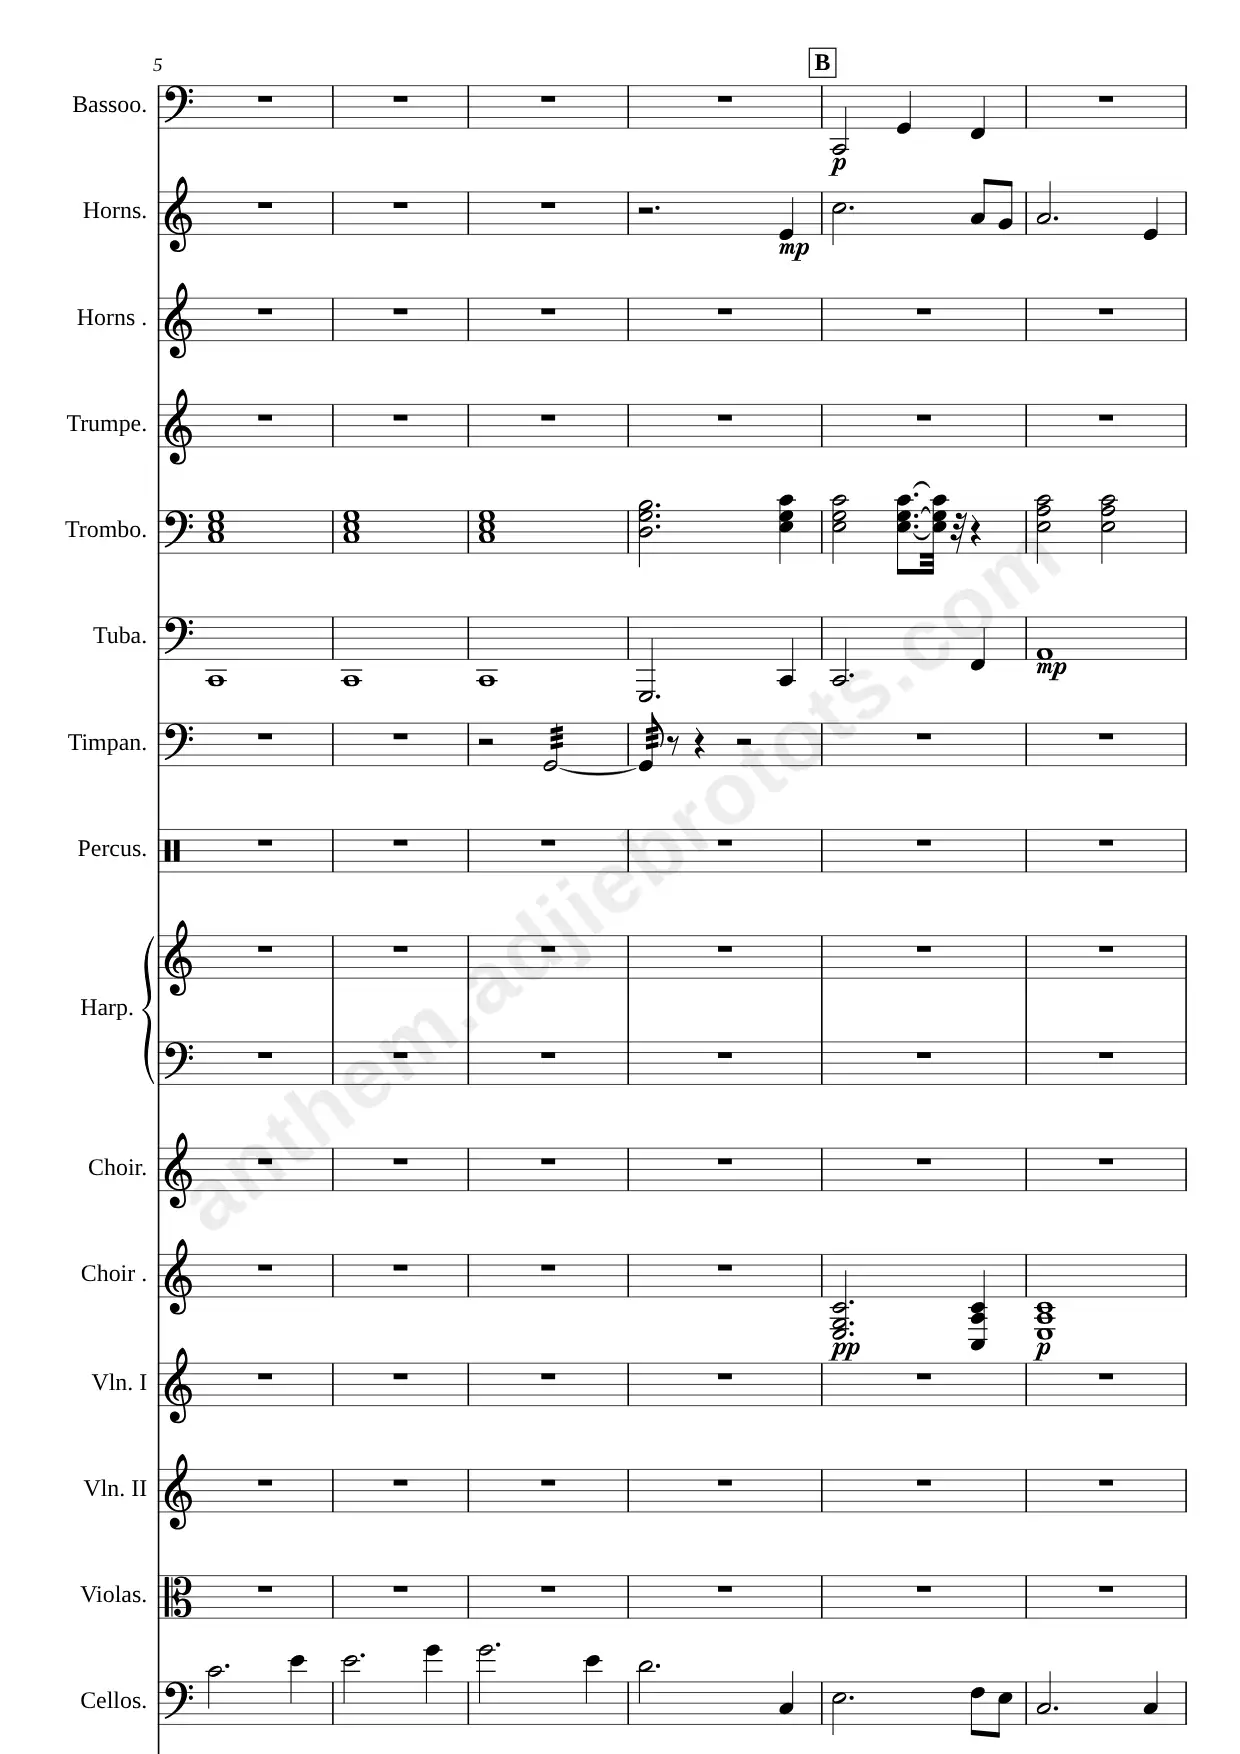 5
B
Bassoo.
p
Horns.
mp
Horns .
Trumpe.
Trombo.
Tuba.
mp
Timpan.
Percus.
Harp.
Choir.
Choir .
pp p
Vln. I
Vln. II
Violas.
Cellos.
anthem.adjiebrotots.com